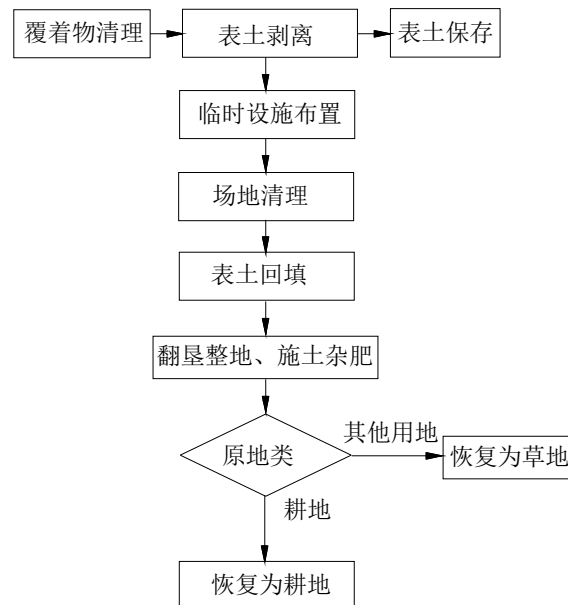 覆着物清理
表土剥离
表土保存
临时设施布置
场地清理
表土回填
翻垦整地、施土杂肥
原地类
其他用地
恢复为草地
耕地
恢复为耕地